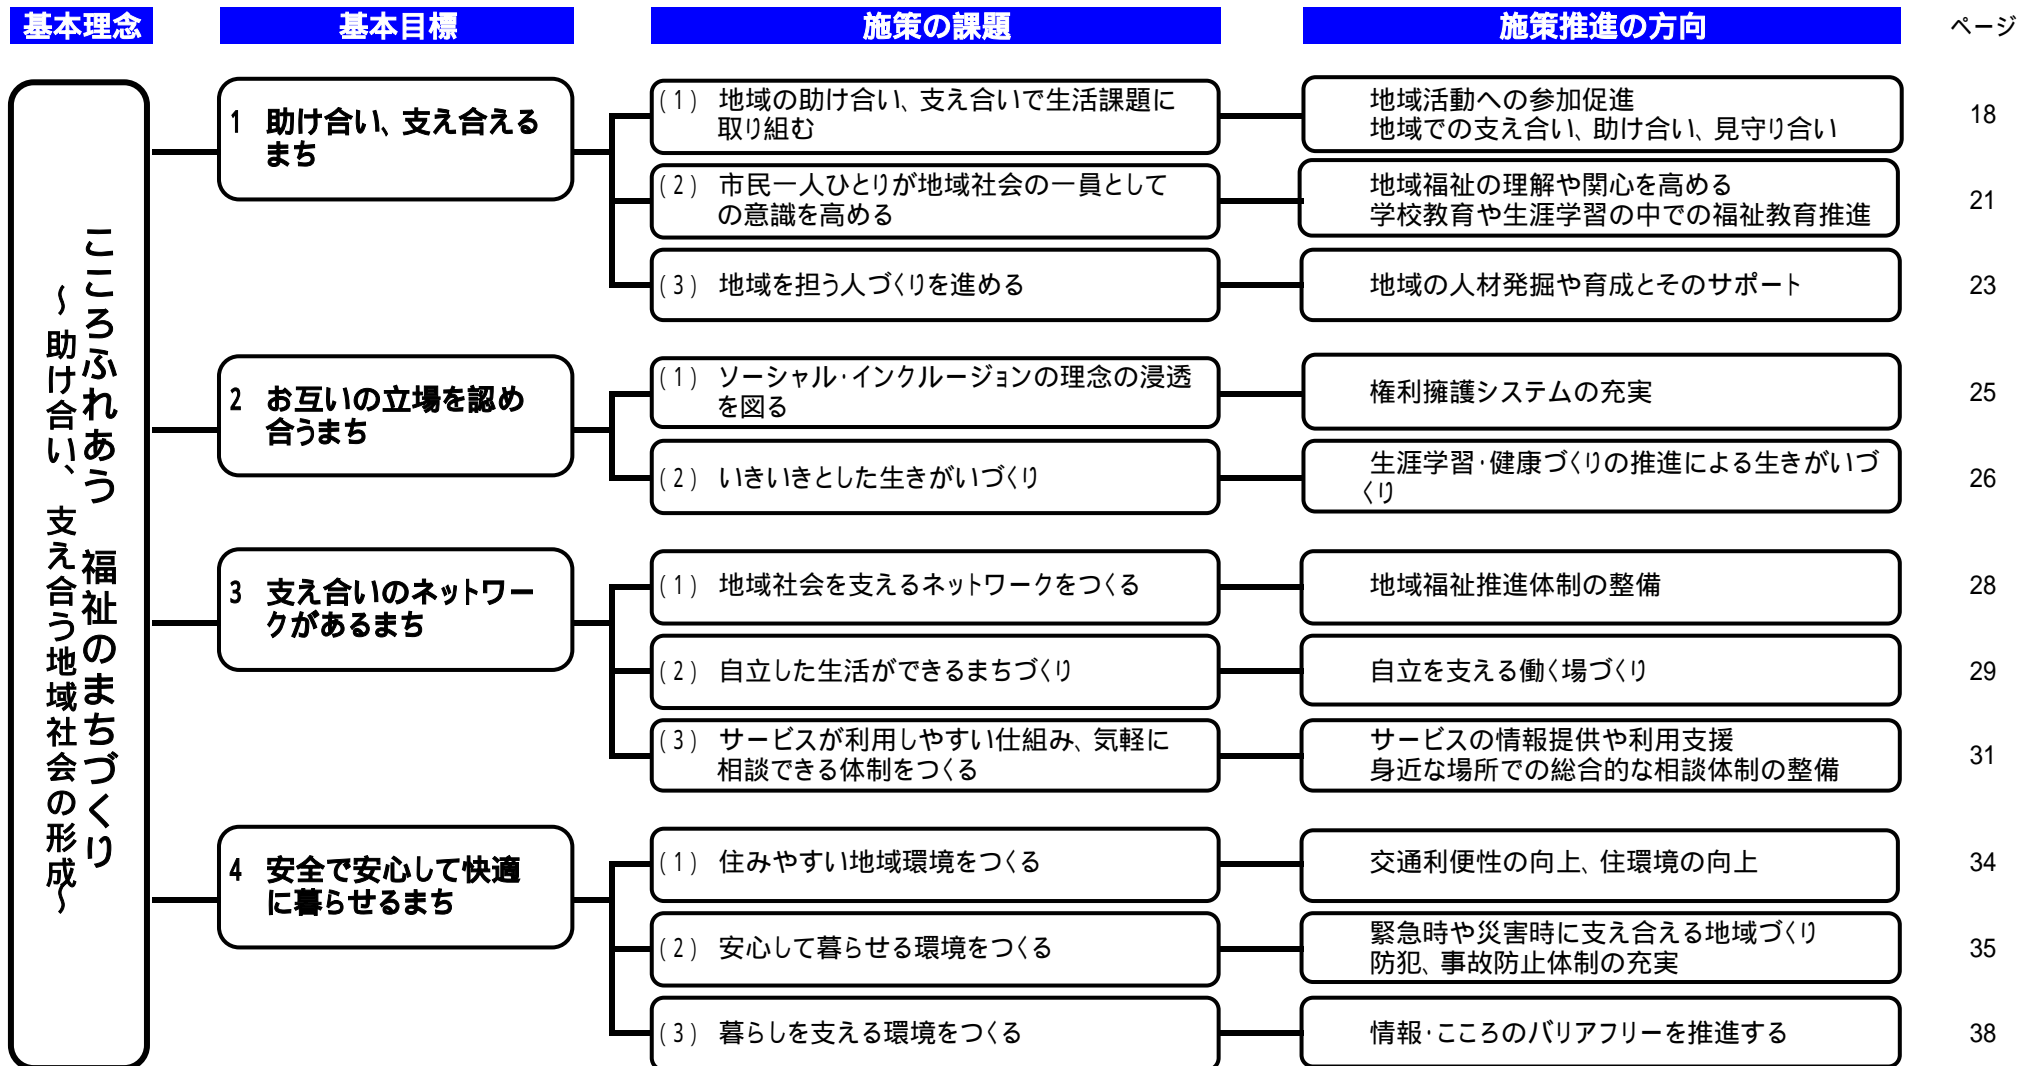 基本理念
基本目標
施策の課題
施策推進の方向
ページ
こころふれあう　福祉のまちづくり
～助け合い、支え合う地域社会の形成～
1 助け合い、支え合える
まち
(1) 地域の助け合い、支え合いで生活課題に
取り組む
地域活動への参加促進
地域での支え合い、助け合い、見守り合い
18
(2) 市民一人ひとりが地域社会の一員として
の意識を高める
地域福祉の理解や関心を高める
学校教育や生涯学習の中での福祉教育推進
21
(3) 地域を担う人づくりを進める
地域の人材発掘や育成とそのサポート
23
2 お互いの立場を認め
合うまち
(1) ソーシャル・インクルージョンの理念の浸透
を図る
権利擁護システムの充実
25
(2) いきいきとした生きがいづくり
生涯学習・健康づくりの推進による生きがいづ
くり
26
3 支え合いのネットワー
クがあるまち
(1) 地域社会を支えるネットワークをつくる
地域福祉推進体制の整備
28
(2) 自立した生活ができるまちづくり
自立を支える働く場づくり
29
(3) サービスが利用しやすい仕組み、気軽に
相談できる体制をつくる
サービスの情報提供や利用支援
身近な場所での総合的な相談体制の整備
31
4 安全で安心して快適
に暮らせるまち
(1) 住みやすい地域環境をつくる
交通利便性の向上、住環境の向上
34
(2) 安心して暮らせる環境をつくる
緊急時や災害時に支え合える地域づくり
防犯、事故防止体制の充実
35
(3) 暮らしを支える環境をつくる
情報・こころのバリアフリーを推進する
38